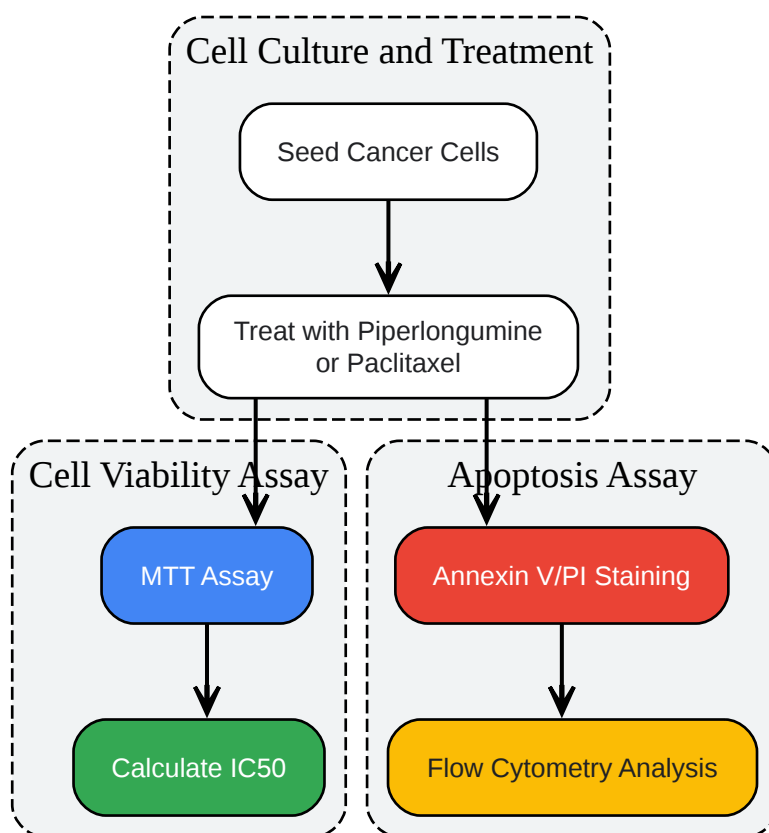 Cell Culture and Treatment
Seed Cancer Cells
Treat with Piperlongumine
or Paclitaxel
Cell Viability Assay
MTT Assay
Calculate IC50
Apoptosis Assay
Annexin V/PI Staining
Flow Cytometry Analysis